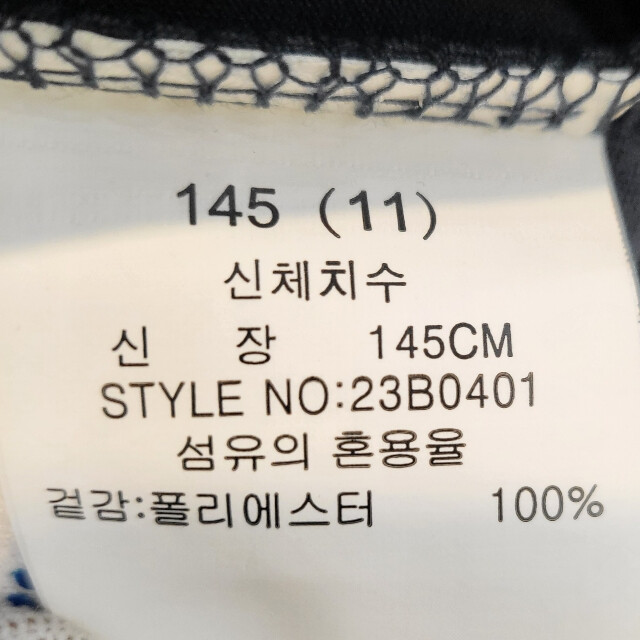 145 (11)
신체치수
신 장 145CM
STYLE NO:23B0401
섬유의 혼용율
겉감:폴리에스터 100%